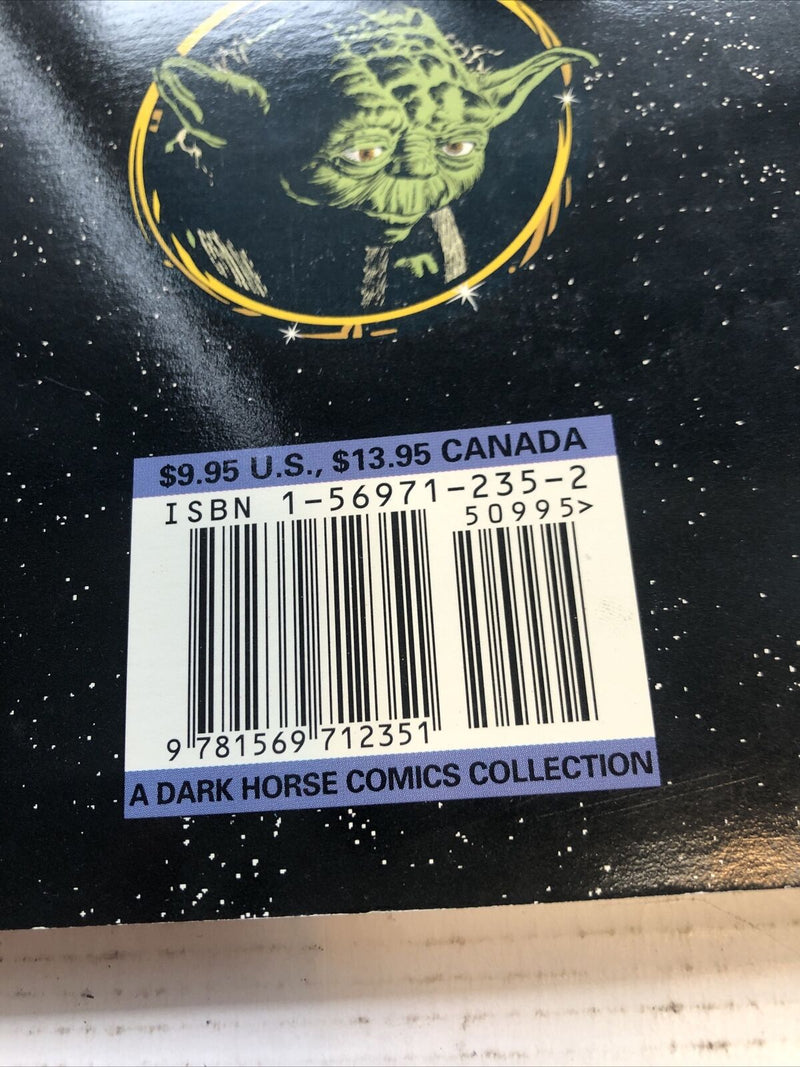 $9.95 U.S., $13.95 CANADA
ISBN 1-56971-235-2
50995>
9 781569 712351
A DARK HORSE COMICS COLLECTION